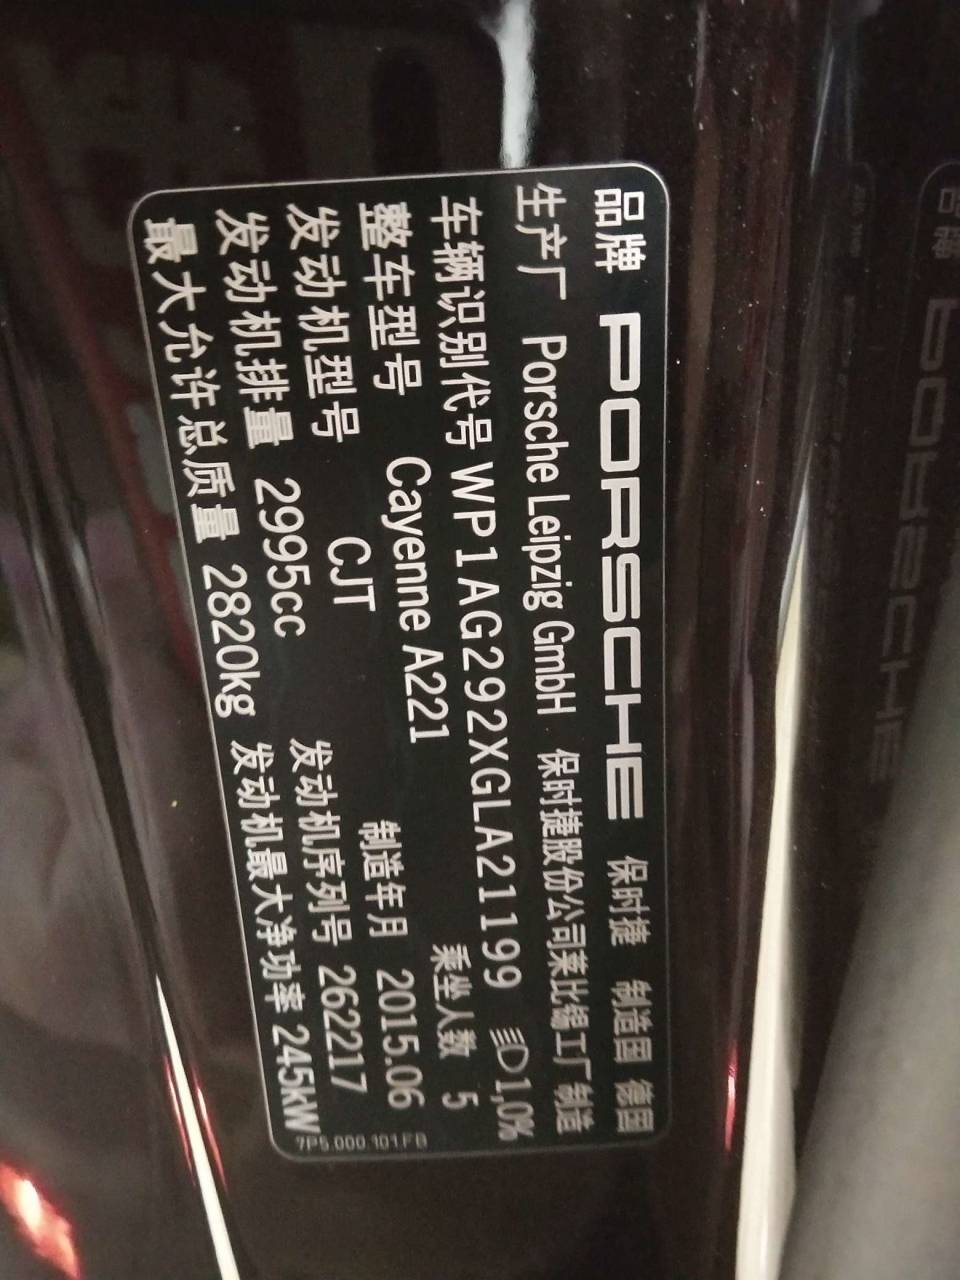 品牌 PORSCHE 保时捷 制造国 德国
生产厂 Porsche Leipzig GmbH 保时捷股份公司莱比锡工厂制造
车辆识别代号 WP1AG292XGLA21199 1,0%
整车型号 Cayenne A221 乘坐人数 5
发动机型号 CJT 制造年月 2015.06
发动机排量 2995cc 发动机序列号 262217
最大允许总质量 2820kg 发动机最大净功率 245kW
7P5.000.101.FB